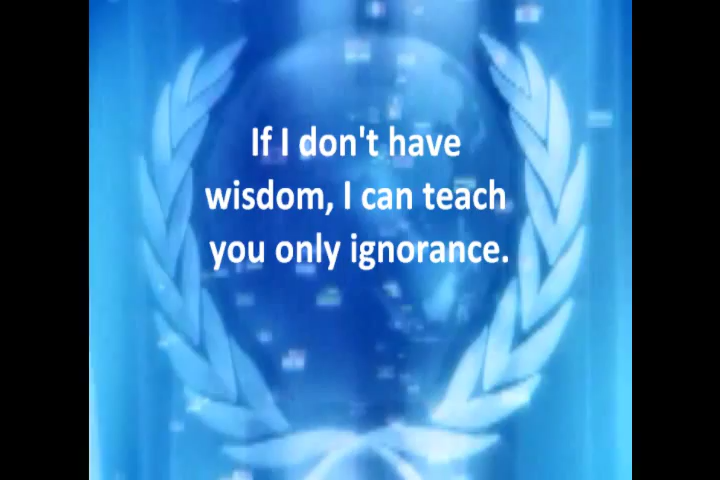 If I don't have
wisdom, I can teach
you only ignorance.